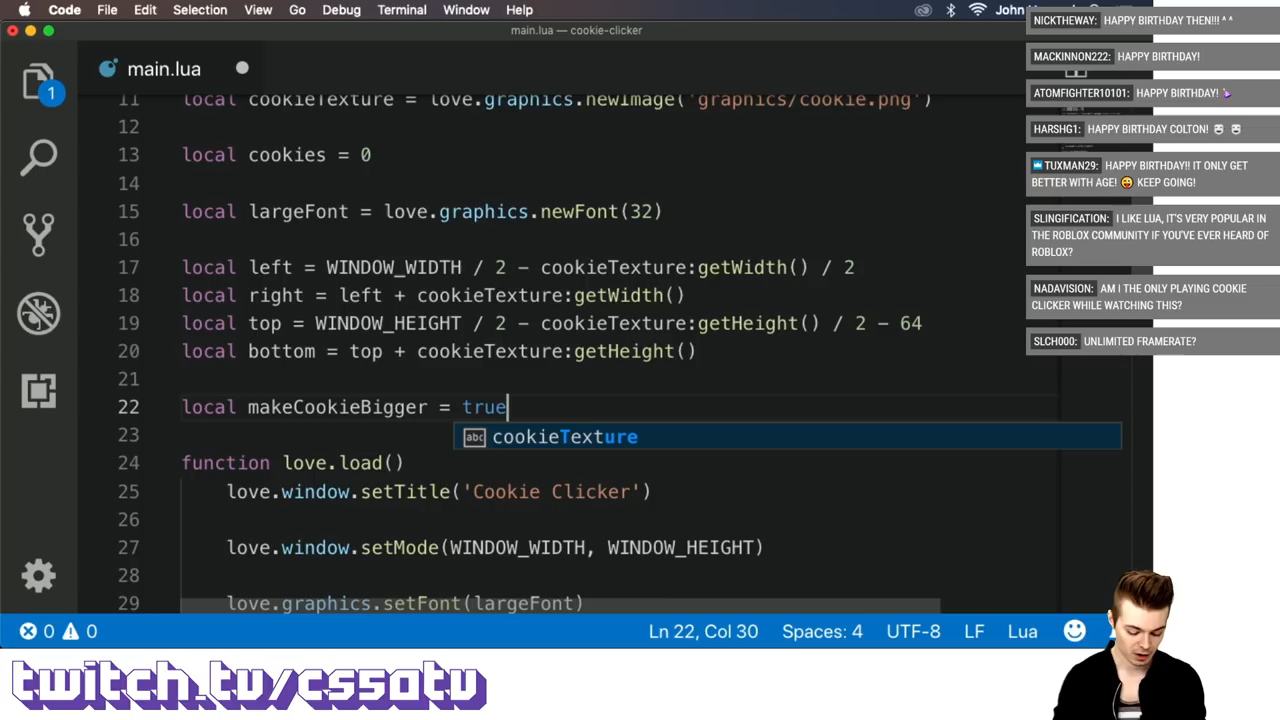 Code File Edit Selection View Go Debug Terminal Window Help
main.lua — cookie-clicker
1
main.lua
11 local cookieTexture = love.graphics.newImage('graphics/cookie.png')
12
13 local cookies = 0
14
15 local largeFont = love.graphics.newFont(32)
16
17 local left = WINDOW_WIDTH / 2 - cookieTexture:getWidth() / 2
18 local right = left + cookieTexture:getWidth()
19 local top = WINDOW_HEIGHT / 2 - cookieTexture:getHeight() / 2 - 64
20 local bottom = top + cookieTexture:getHeight()
21
22 local makeCookieBigger = true
abc cookieTexture
23
24 function love.load()
25 love.window.setTitle('Cookie Clicker')
26
27 love.window.setMode(WINDOW_WIDTH, WINDOW_HEIGHT)
28
29 love.graphics.setFont(largeFont)
0 0 Ln 22, Col 30 Spaces: 4 UTF-8 LF Lua
twitch.tv/cs50tv
John
NICKTHEWAY: HAPPY BIRTHDAY THEN!!! ^ ^
MACKINNON222: HAPPY BIRTHDAY!
ATOMFIGHTER10101: HAPPY BIRTHDAY!
HARSHG1: HAPPY BIRTHDAY COLTON!
TUXMAN29: HAPPY BIRTHDAY!! IT ONLY GET
BETTER WITH AGE! 😜 KEEP GOING!
SLINGIFICATION: I LIKE LUA, IT'S VERY POPULAR IN
THE ROBLOX COMMUNITY IF YOU'VE EVER HEARD OF
ROBLOX?
NADAVISION: AM I THE ONLY PLAYING COOKIE
CLICKER WHILE WATCHING THIS?
SLCH000: UNLIMITED FRAMERATE?